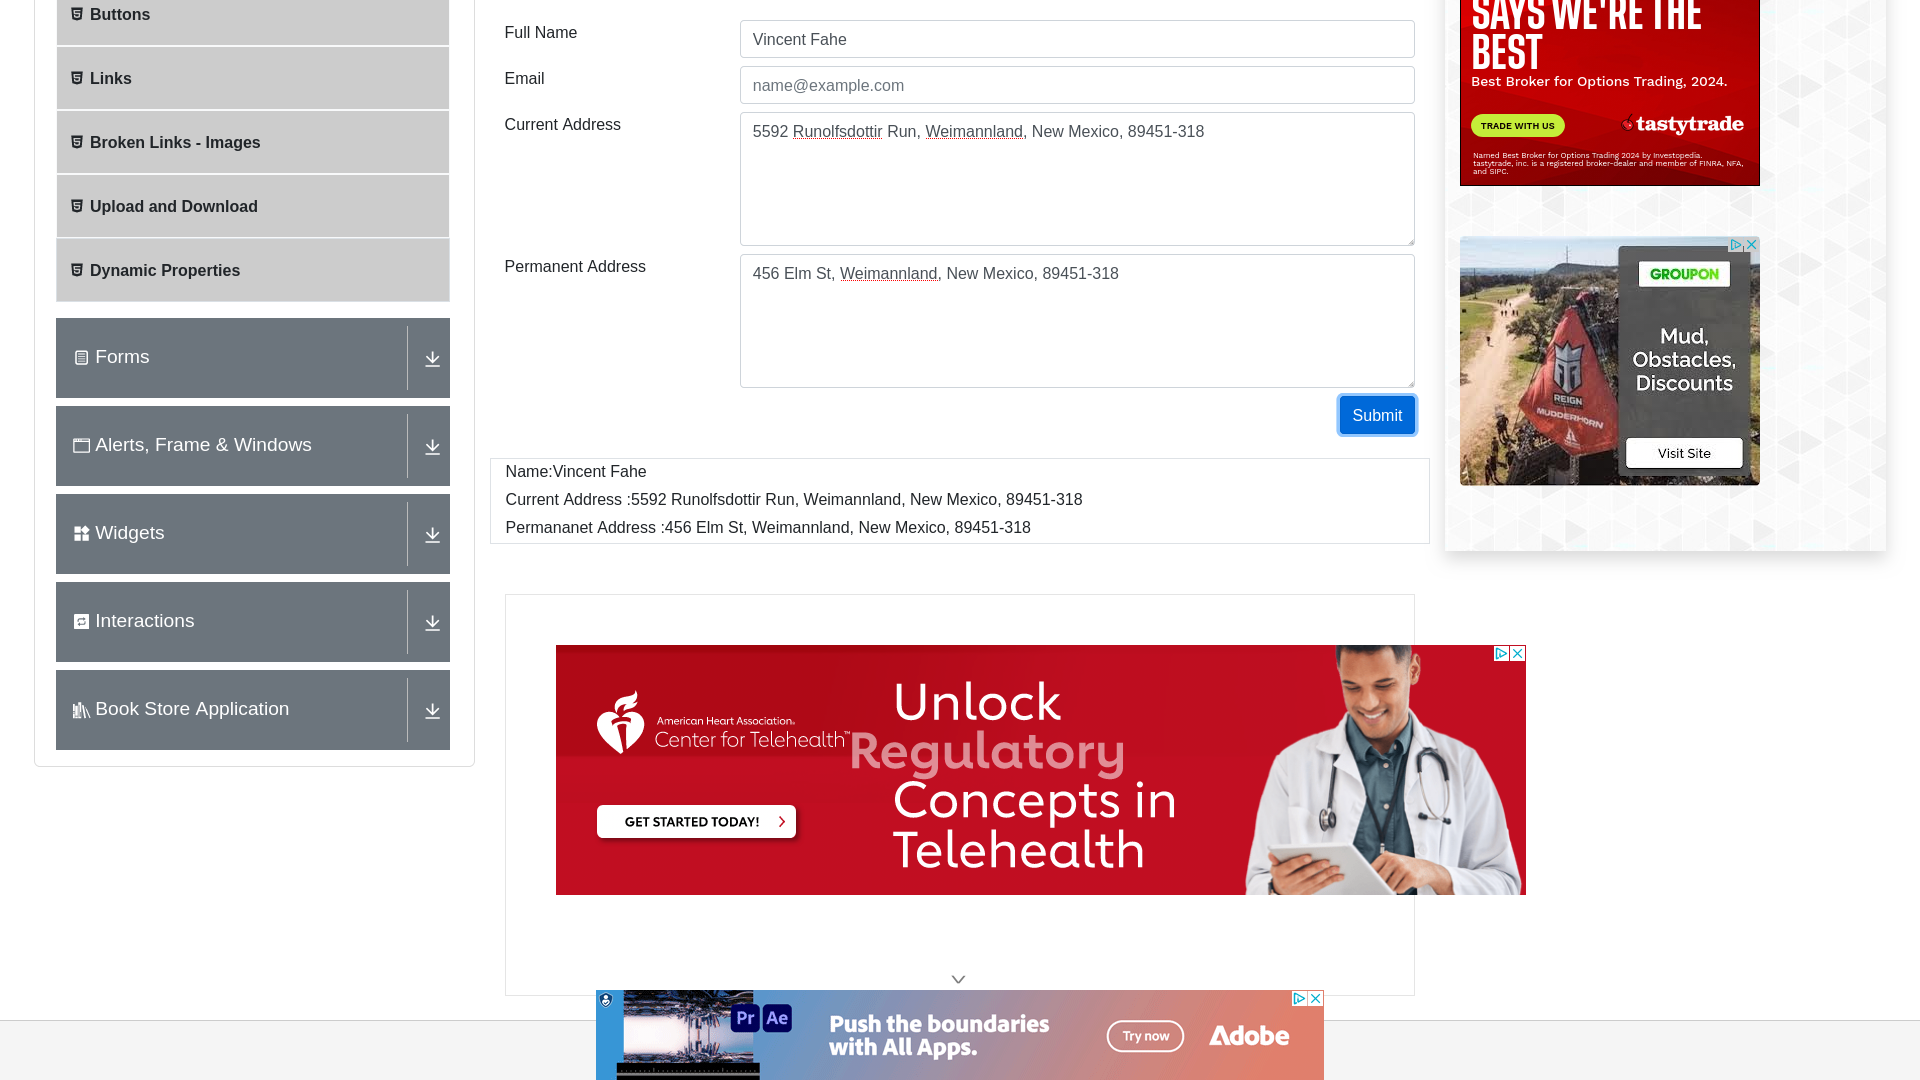 Buttons
Links
Broken Links - Images
Upload and Download
Dynamic Properties
Forms
Alerts, Frame & Windows
Widgets
Interactions
Book Store Application
Full Name
Vincent Fahe
Email
name@example.com
Current Address
5592 Runolfsdottir Run, Weimannland, New Mexico, 89451-318
Permanent Address
456 Elm St, Weimannland, New Mexico, 89451-318
Submit
Name:Vincent Fahe
Current Address :5592 Runolfsdottir Run, Weimannland, New Mexico, 89451-318
Permananet Address :456 Elm St, Weimannland, New Mexico, 89451-318
SAYS WE'RE THE
BEST
Best Broker for Options Trading, 2024.
TRADE WITH US
tastytrade
Named Best Broker for Options Trading 2024 by Investopedia.
tastytrade, inc. is a registered broker-dealer and member of FINRA, NFA,
and SIPC.
GROUPON
Mud,
Obstacles,
Discounts
REIGN
MUDDERHORN
Visit Site
American Heart Association.
Center for Telehealth™
GET STARTED TODAY!
Unlock
Regulatory
Concepts in
Telehealth
Pr Ae
Push the boundaries
with All Apps.
Try now
Adobe